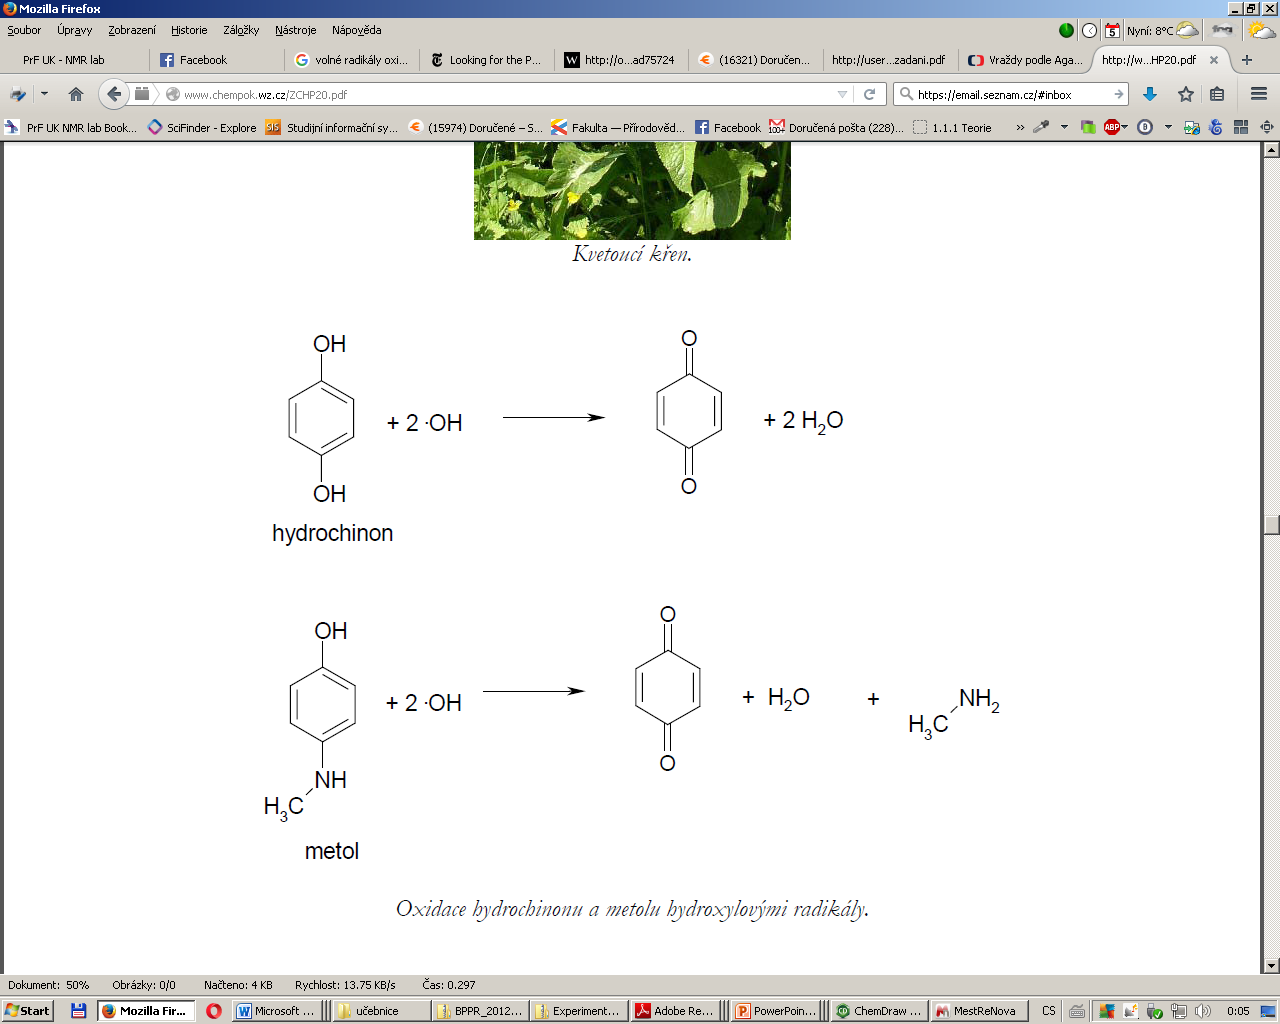 Mozilla Firefox
Soubor Úpravy Zobrazení Historie Záložky Nástroje Nápověda
5 Nyní: 8°C
PrF UK - NMR lab
Facebook
volné radikály oxi...
Looking for the P...
http://o...ad75724
(16321) Doručen...
http://user...zadani.pdf
Vraždy podle Aga...
http://w...HP20.pdf
www.chempok.wz.cz/ZCHP20.pdf
https://email.seznam.cz/#inbox
PrF UK NMR lab Book...
SciFinder - Explore
SIS Studijní informační sy...
(15974) Doručené – S...
Fakulta — Přírodověd...
Facebook
100+ Doručená pošta (228)...
1.1.1 Teorie
»
ABP
Kvetoucí křen.
OH
+ 2 ·OH
OH
hydrochinon
O
O
+ 2 H2O
OH
+ 2 ·OH
NH
H3C
metol
O
O
+ H2O
+
NH2
H3C
Oxidace hydrochinonu a metolu hydroxylovými radikály.
Dokument: 50% Obrázky: 0/0 Načteno: 4 KB Rychlost: 13.75 KB/s Čas: 0.297
Start
Mozilla Fir...
Microsoft ...
učebnice
BPPR_2012...
Experiment...
Adobe Re...
PowerPoin...
ChemDraw ...
MestReNova
CS
0:05